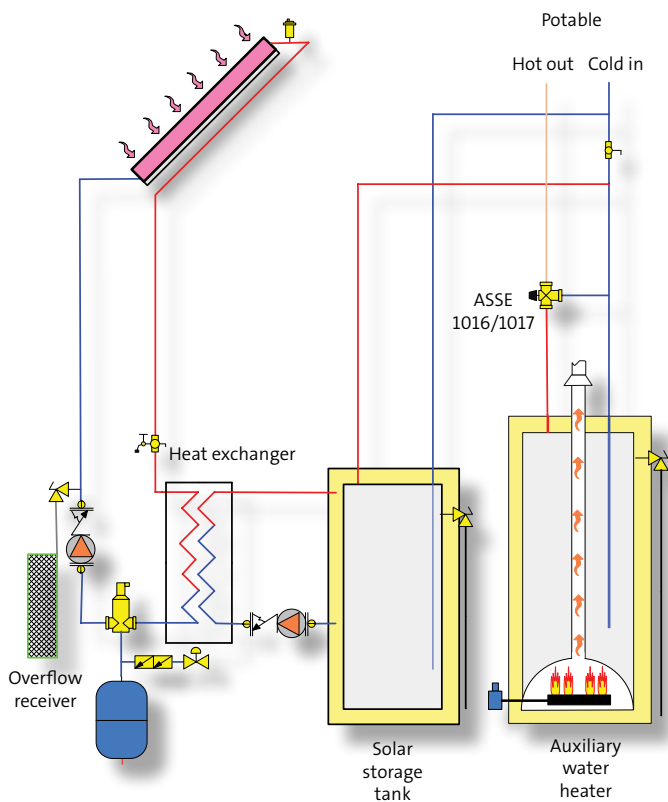 Potable
Hot out
Cold in
ASSE
1016/1017
Heat exchanger
Overflow
receiver
Solar
storage
tank
Auxiliary
water
heater